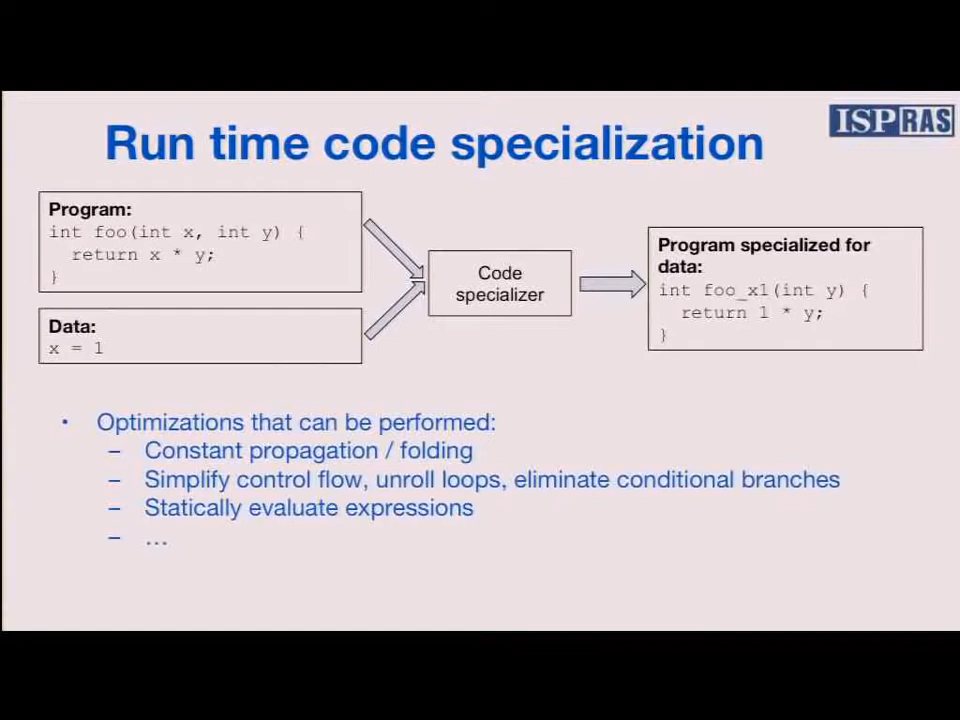 Run time code specialization
ISPRAS
Program:
int foo(int x, int y) {
return x * y;
}
Data:
x = 1
Code
specializer
Program specialized for
data:
int foo_x1(int y) {
return 1 * y;
}
• Optimizations that can be performed:
– Constant propagation / folding
– Simplify control flow, unroll loops, eliminate conditional branches
– Statically evaluate expressions
– …